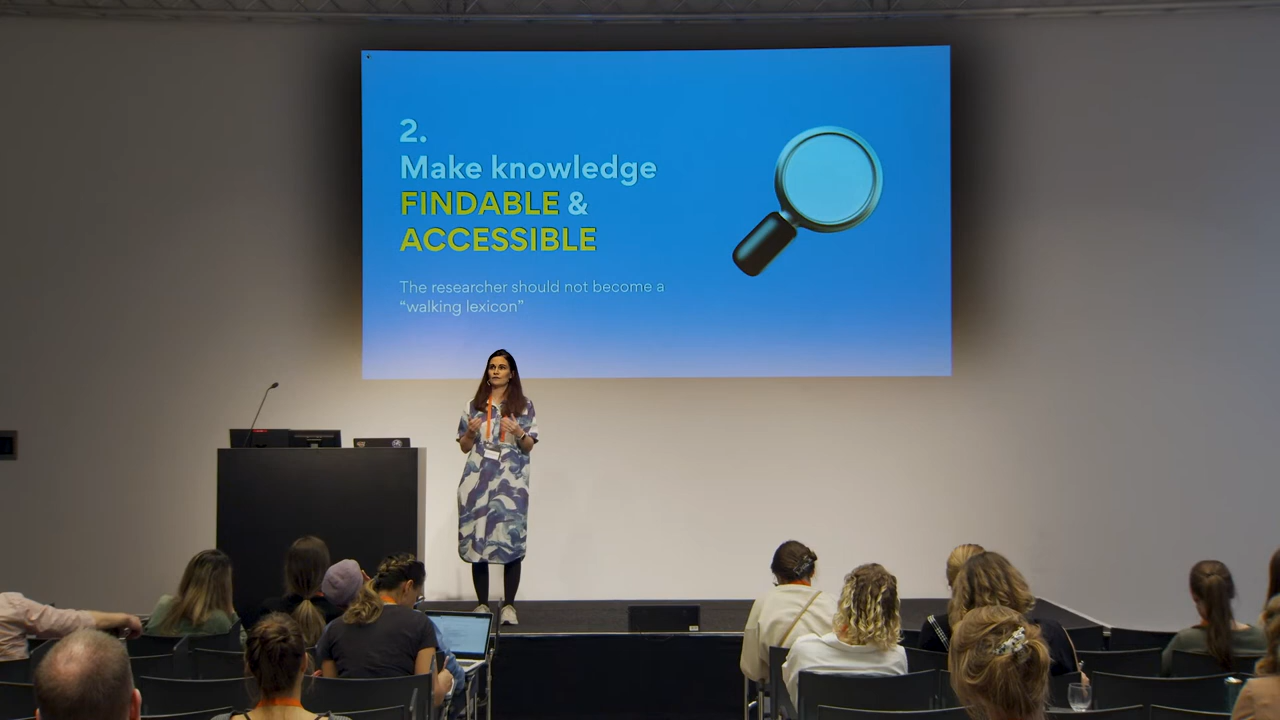 2.
Make knowledge
FINDABLE &
ACCESSIBLE
The researcher should not become a
“walking lexicon”